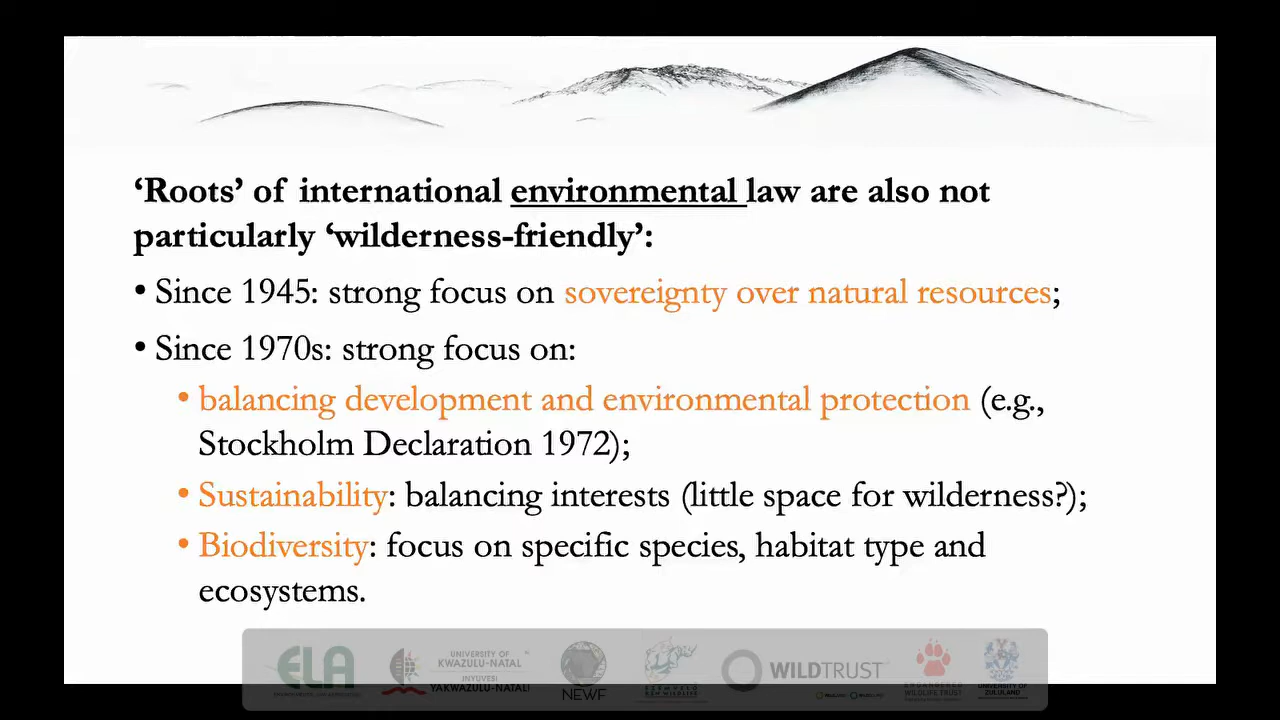 ‘Roots’ of international environmental law are also not
particularly ‘wilderness-friendly’:
• Since 1945: strong focus on sovereignty over natural resources;
• Since 1970s: strong focus on:
• balancing development and environmental protection (e.g.,
Stockholm Declaration 1972);
• Sustainability: balancing interests (little space for wilderness?);
• Biodiversity: focus on specific species, habitat type and
ecosystems.
ELA
UNIVERSITY OF
KWAZULU-NATAL
INYUVESI
YAKWAZULU-NATALI
NEWF
WILDTRUST
WILDLIFE TRUST
UNIVERSITY OF
ZULULAND